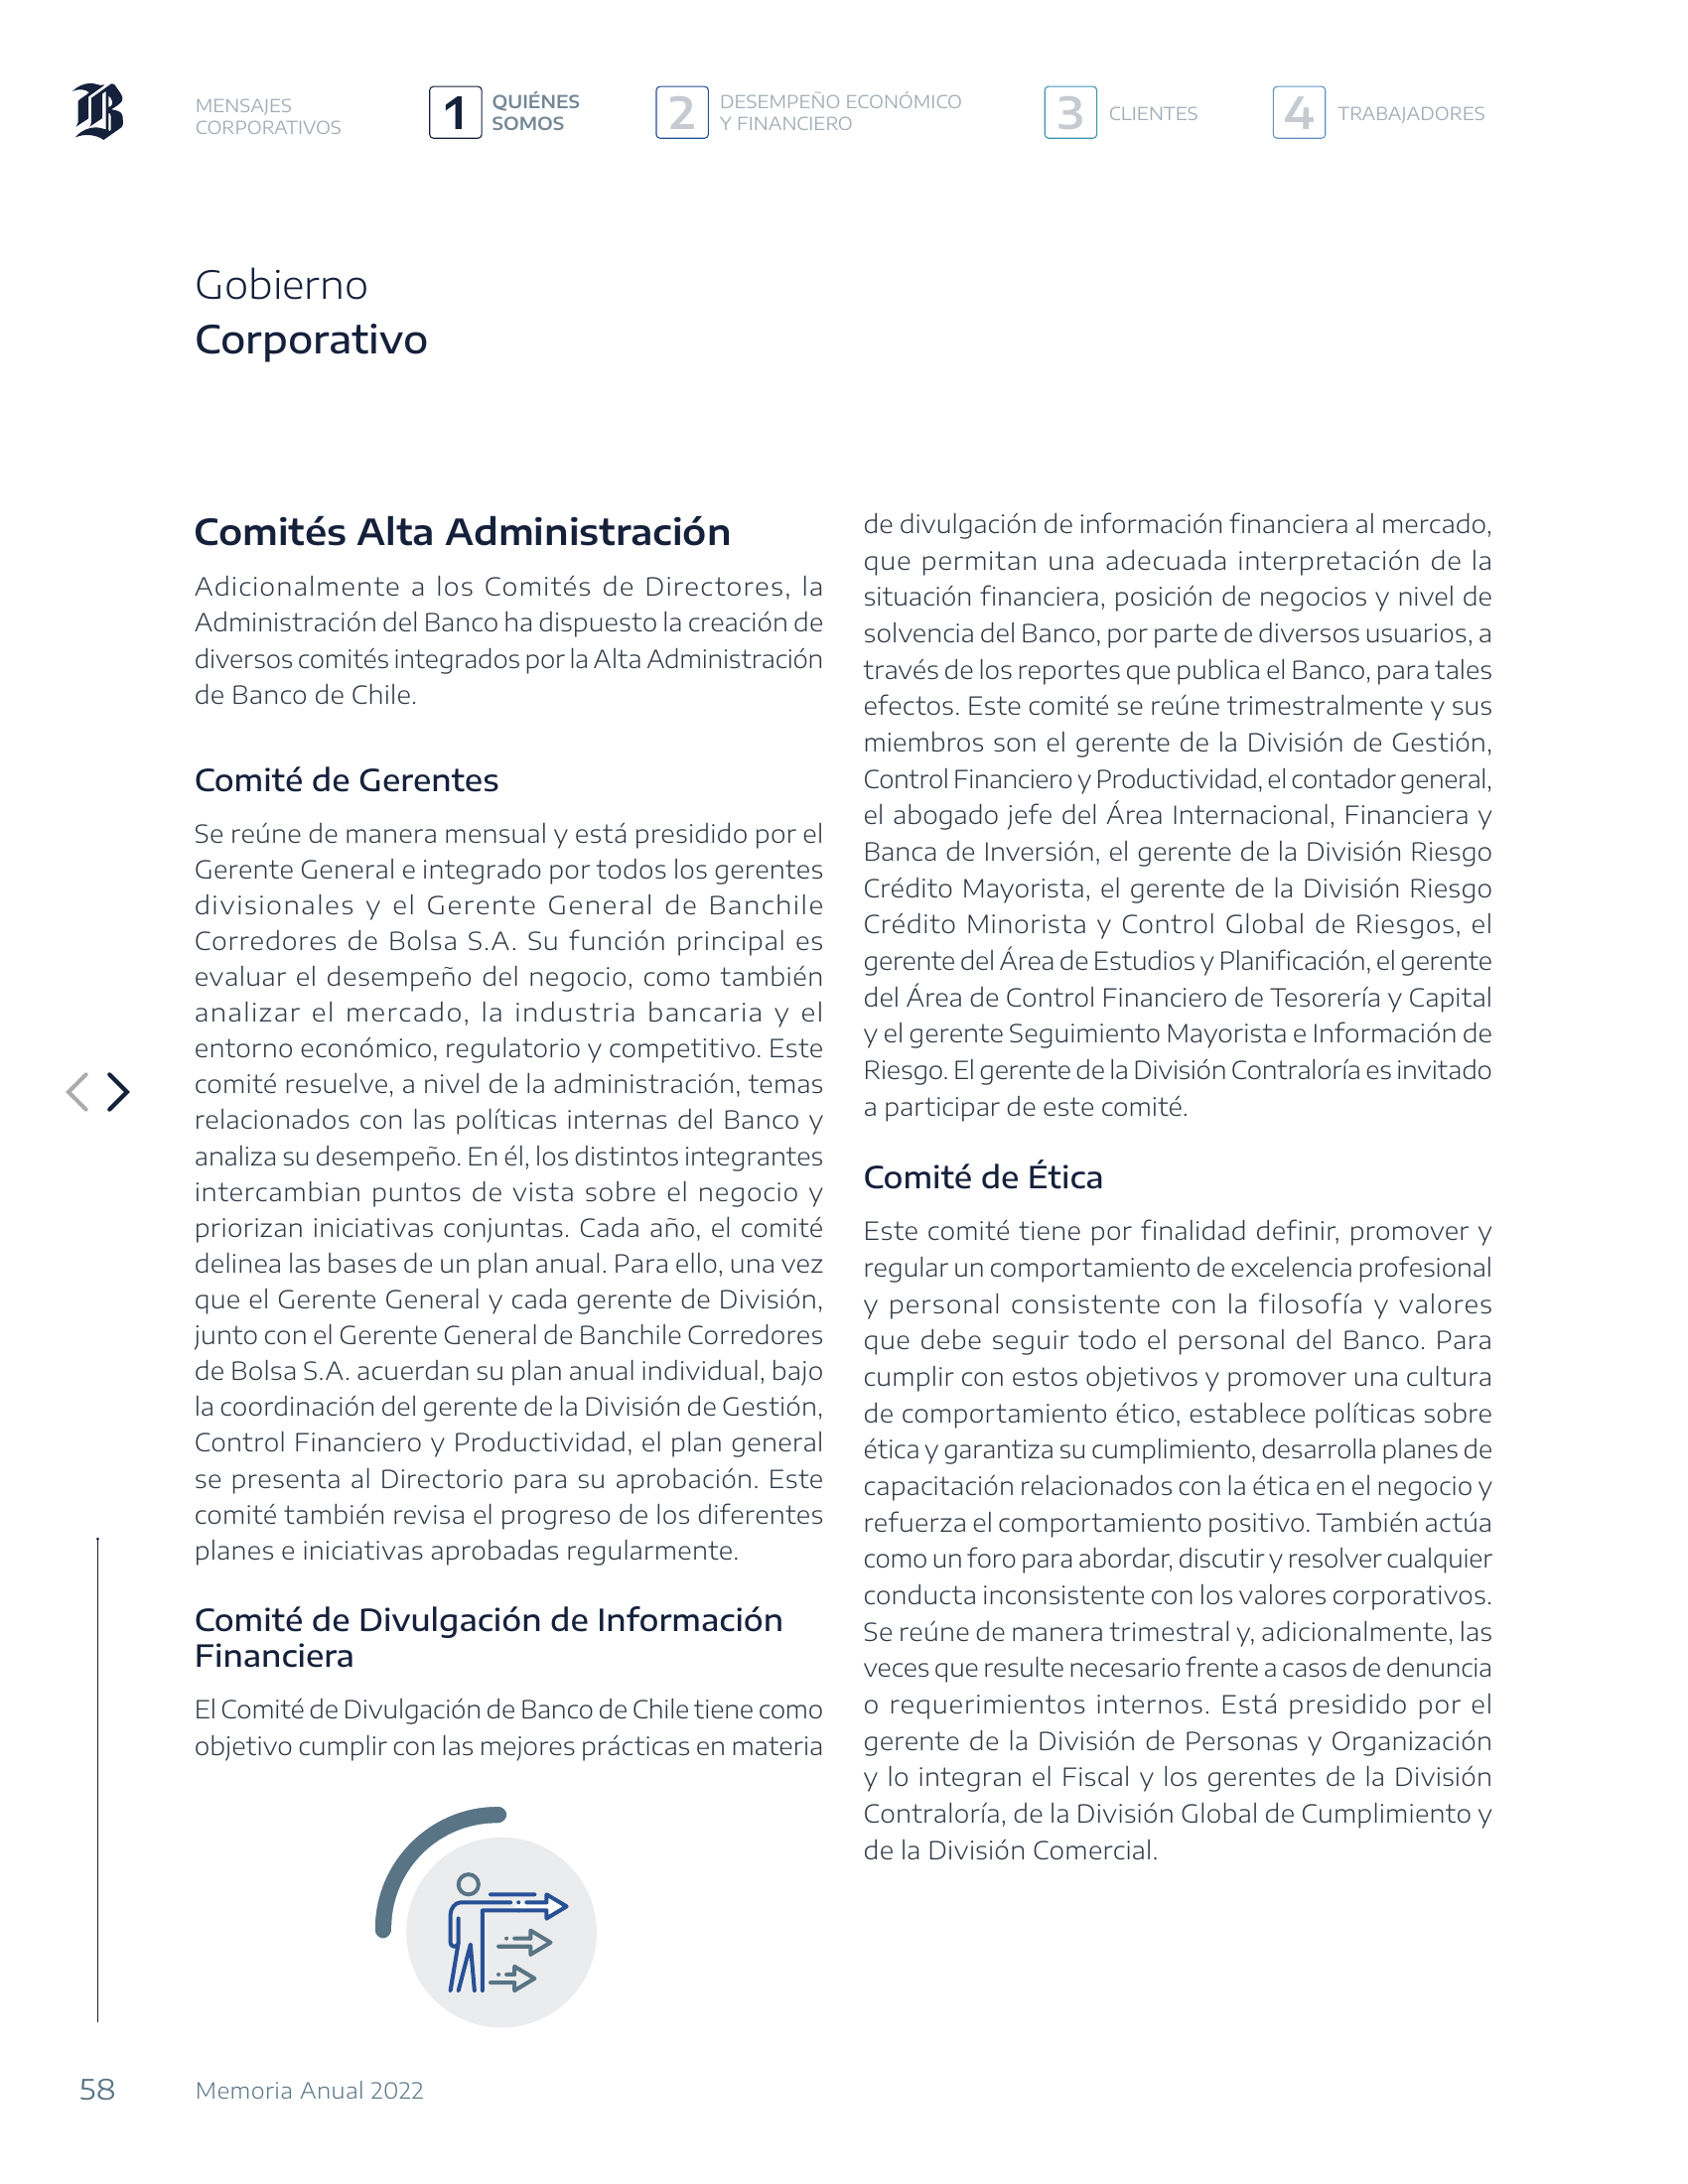 MENSAJES
CORPORATIVOS
1 QUIÉNES
SOMOS
2 DESEMPEÑO ECONÓMICO
Y FINANCIERO
3 CLIENTES
4 TRABAJADORES
Gobierno
Corporativo
Comités Alta Administración
Adicionalmente a los Comités de Directores, la
Administración del Banco ha dispuesto la creación de
diversos comités integrados por la Alta Administración
de Banco de Chile.
Comité de Gerentes
Se reúne de manera mensual y está presidido por el
Gerente General e integrado por todos los gerentes
divisionales y el Gerente General de Banchile
Corredores de Bolsa S.A. Su función principal es
evaluar el desempeño del negocio, como también
analizar el mercado, la industria bancaria y el
entorno económico, regulatorio y competitivo. Este
comité resuelve, a nivel de la administración, temas
relacionados con las políticas internas del Banco y
analiza su desempeño. En él, los distintos integrantes
intercambian puntos de vista sobre el negocio y
priorizan iniciativas conjuntas. Cada año, el comité
delinea las bases de un plan anual. Para ello, una vez
que el Gerente General y cada gerente de División,
junto con el Gerente General de Banchile Corredores
de Bolsa S.A. acuerdan su plan anual individual, bajo
la coordinación del gerente de la División de Gestión,
Control Financiero y Productividad, el plan general
se presenta al Directorio para su aprobación. Este
comité también revisa el progreso de los diferentes
planes e iniciativas aprobadas regularmente.
Comité de Divulgación de Información
Financiera
El Comité de Divulgación de Banco de Chile tiene como
objetivo cumplir con las mejores prácticas en materia
de divulgación de información financiera al mercado,
que permitan una adecuada interpretación de la
situación financiera, posición de negocios y nivel de
solvencia del Banco, por parte de diversos usuarios, a
través de los reportes que publica el Banco, para tales
efectos. Este comité se reúne trimestralmente y sus
miembros son el gerente de la División de Gestión,
Control Financiero y Productividad, el contador general,
el abogado jefe del Área Internacional, Financiera y
Banca de Inversión, el gerente de la División Riesgo
Crédito Mayorista, el gerente de la División Riesgo
Crédito Minorista y Control Global de Riesgos, el
gerente del Área de Estudios y Planificación, el gerente
del Área de Control Financiero de Tesorería y Capital
y el gerente Seguimiento Mayorista e Información de
Riesgo. El gerente de la División Contraloría es invitado
a participar de este comité.
Comité de Ética
Este comité tiene por finalidad definir, promover y
regular un comportamiento de excelencia profesional
y personal consistente con la filosofía y valores
que debe seguir todo el personal del Banco. Para
cumplir con estos objetivos y promover una cultura
de comportamiento ético, establece políticas sobre
ética y garantiza su cumplimiento, desarrolla planes de
capacitación relacionados con la ética en el negocio y
refuerza el comportamiento positivo. También actúa
como un foro para abordar, discutir y resolver cualquier
conducta inconsistente con los valores corporativos.
Se reúne de manera trimestral y, adicionalmente, las
veces que resulte necesario frente a casos de denuncia
o requerimientos internos. Está presidido por el
gerente de la División de Personas y Organización
y lo integran el Fiscal y los gerentes de la División
Contraloría, de la División Global de Cumplimiento y
de la División Comercial.
58 Memoria Anual 2022